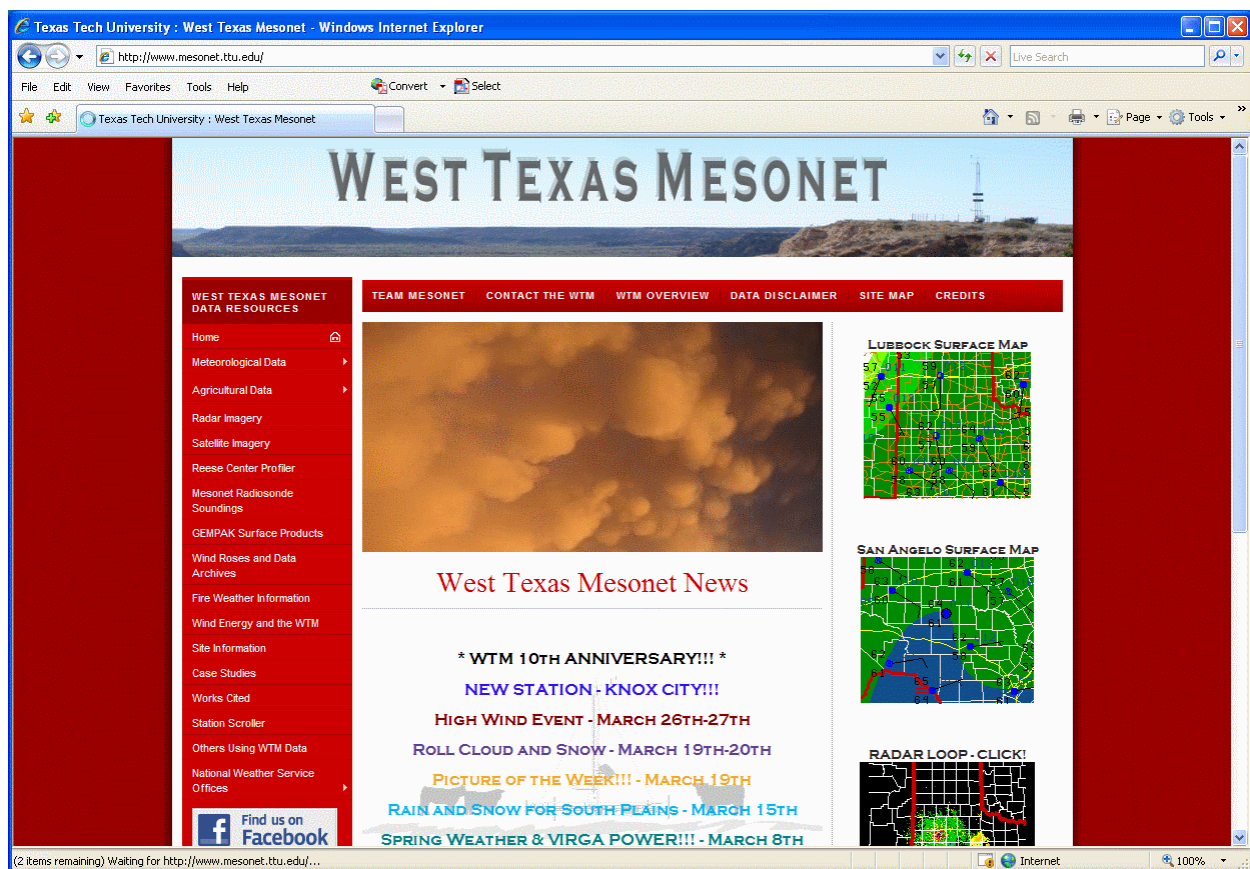 Texas Tech University : West Texas Mesonet - Windows Internet Explorer
http://www.mesonet.ttu.edu/
Live Search
File Edit View Favorites Tools Help
Convert Select
Texas Tech University : West Texas Mesonet
Page Tools
WEST TEXAS MESONET
WEST TEXAS MESONET
DATA RESOURCES
Home
Meteorological Data
Agricultural Data
Radar Imagery
Satellite Imagery
Reese Center Profiler
Mesonet Radiosonde
Soundings
GEMPAK Surface Products
Wind Roses and Data
Archives
Fire Weather Information
Wind Energy and the WTM
Site Information
Case Studies
Works Cited
Station Scroller
Others Using WTM Data
National Weather Service
Offices
Find us on
Facebook
TEAM MESONET CONTACT THE WTM WTM OVERVIEW DATA DISCLAIMER SITE MAP CREDITS
West Texas Mesonet News
* WTM 10TH ANNIVERSARY!!! *
NEW STATION - KNOX CITY!!!
HIGH WIND EVENT - MARCH 26TH-27TH
ROLL CLOUD AND SNOW - MARCH 19TH-20TH
PICTURE OF THE WEEK!!! - MARCH 19TH
RAIN AND SNOW FOR SOUTH PLAINS - MARCH 15TH
SPRING WEATHER & VIRGA POWER!!! - MARCH 8TH
LUBBOCK SURFACE MAP
SAN ANGELO SURFACE MAP
RADAR LOOP - CLICK!
(2 items remaining) Waiting for http://www.mesonet.ttu.edu/...
Internet
100%